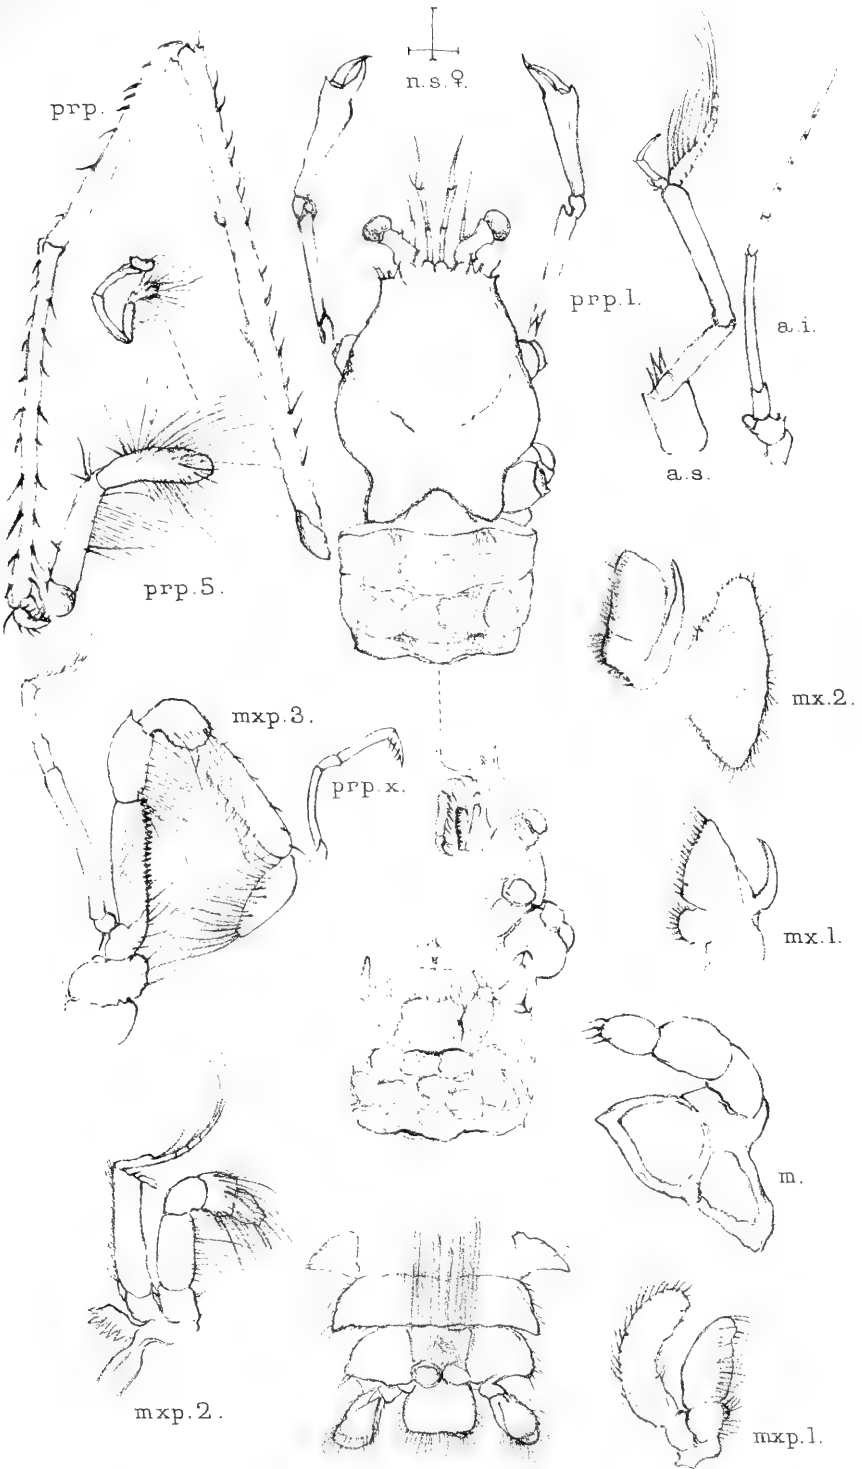 n.s.♀.
prp.
prp.1.
a.i.
a.s.
prp.5.
mx.2.
mxp.3.
prp.x.
mx.1.
m.
mxp.2.
mxp.1.